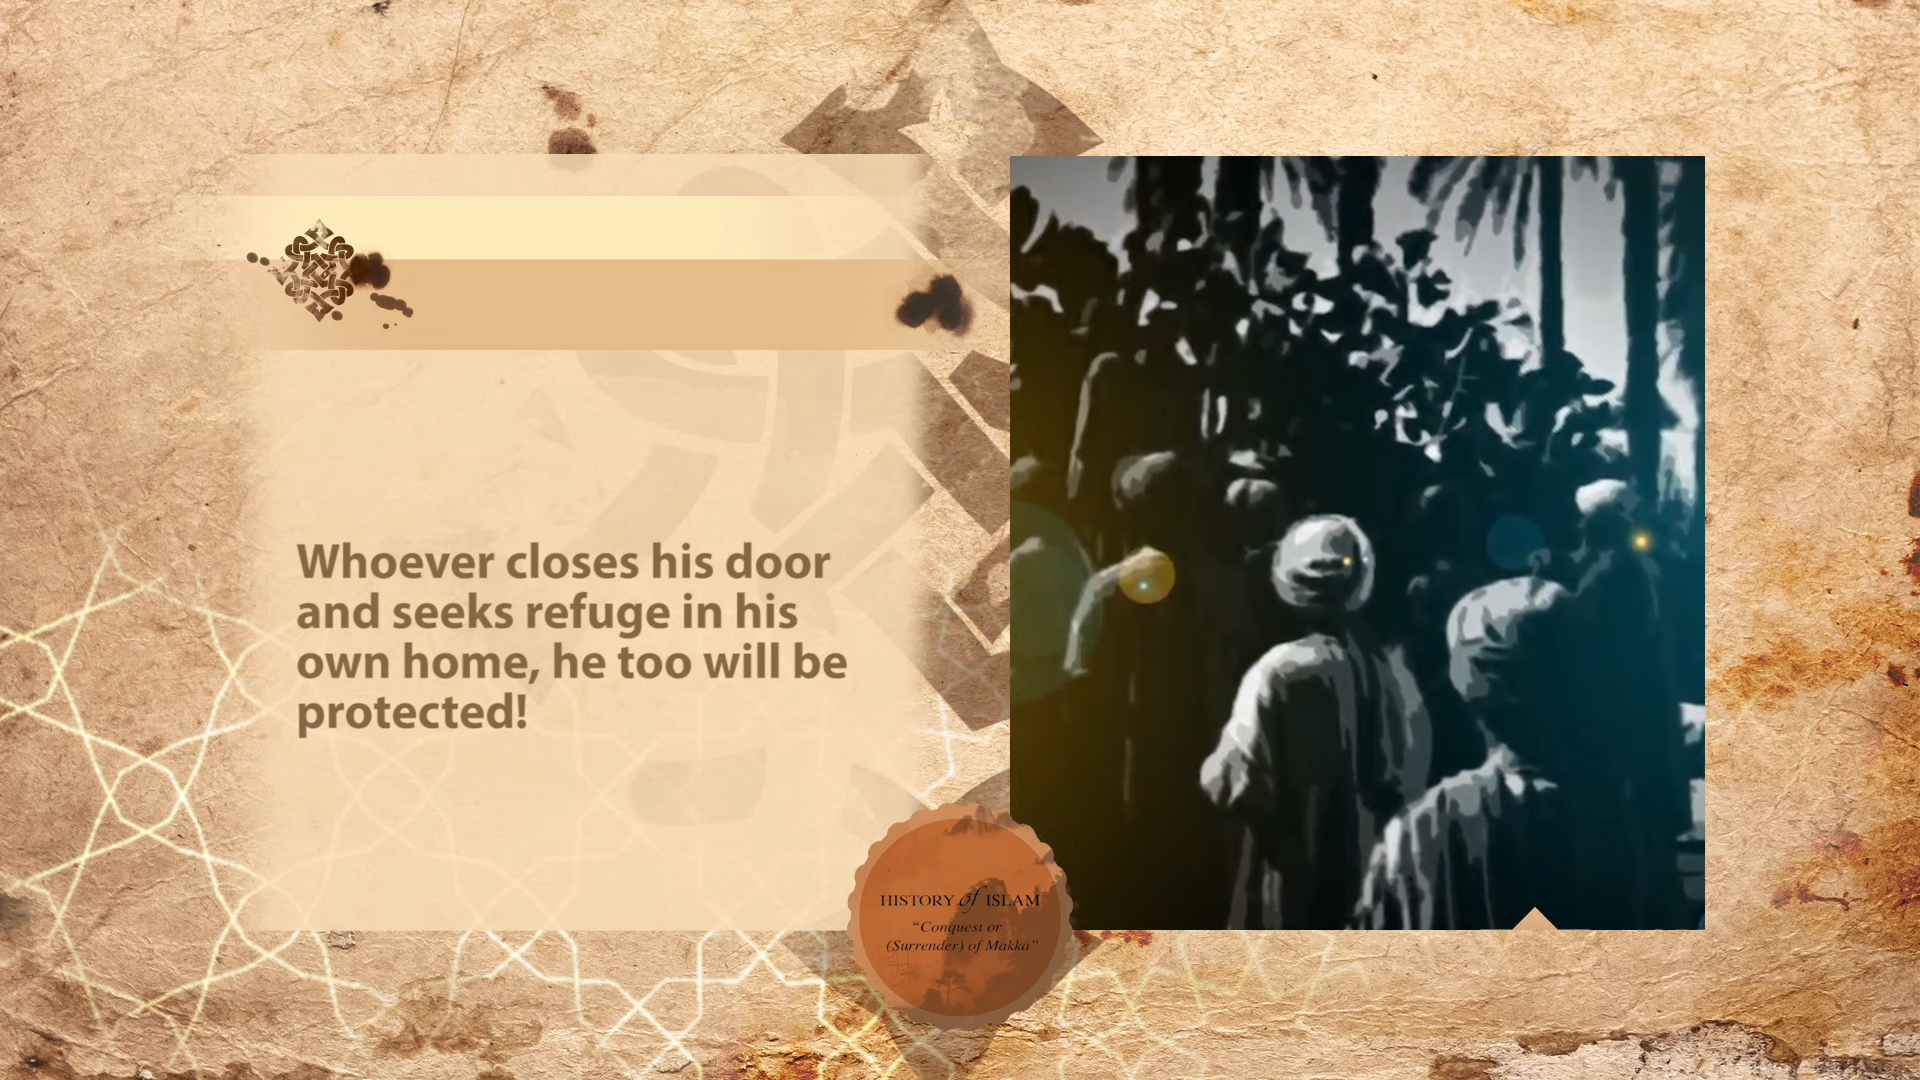 Whoever closes his door
and seeks refuge in his
own home, he too will be
protected!
HISTORY of ISLAM
“Conquest or
(Surrender) of Makka”